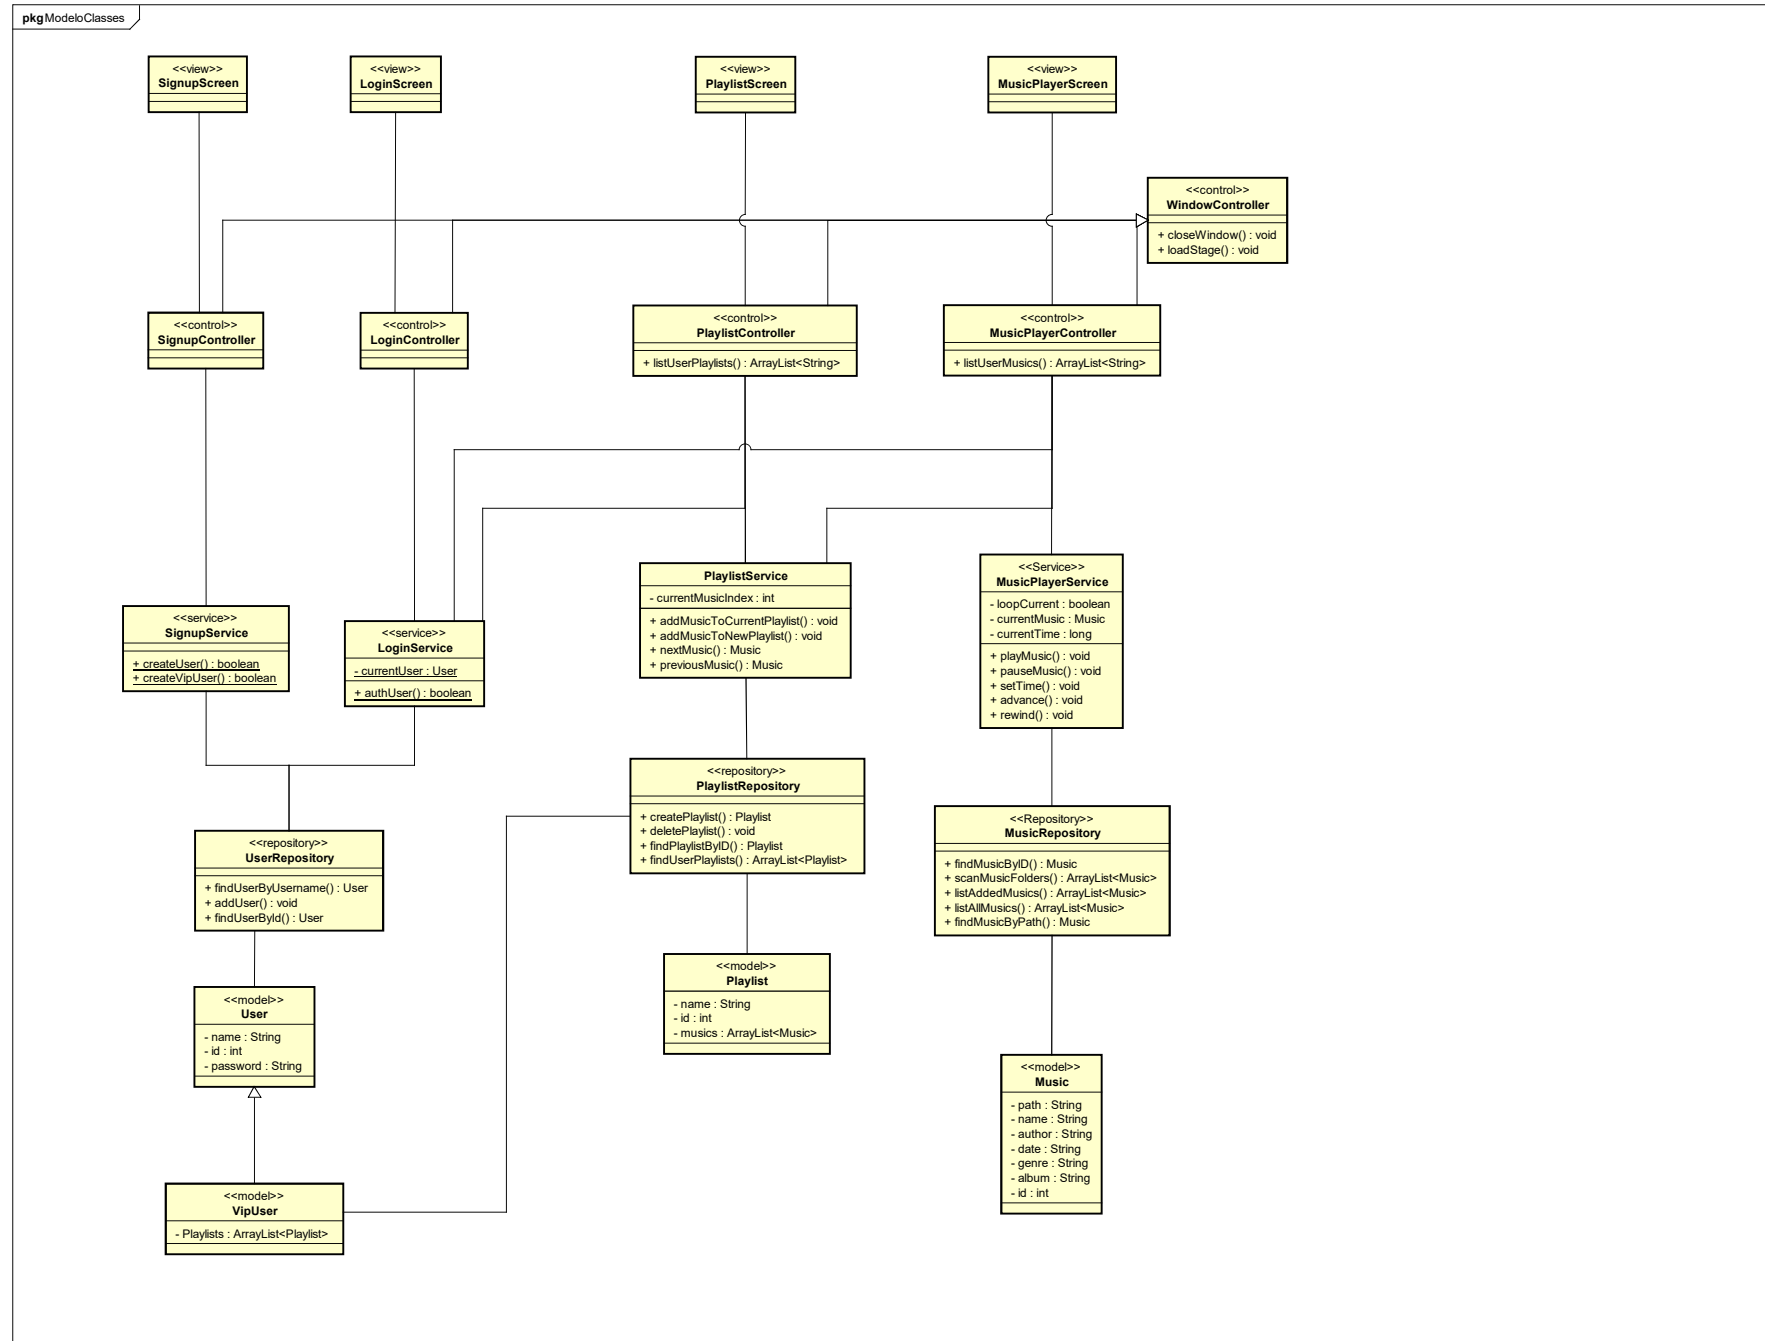 pkg ModeloClasses
<<view>>
SignupScreen
<<view>>
LoginScreen
<<view>>
PlaylistScreen
<<view>>
MusicPlayerScreen
<<control>>
WindowController
+ closeWindow() : void
+ loadStage() : void
<<control>>
SignupController
<<control>>
LoginController
<<control>>
PlaylistController
+ listUserPlaylists() : ArrayList<String>
<<control>>
MusicPlayerController
+ listUserMusics() : ArrayList<String>
<<service>>
SignupService
+ createUser() : boolean
+ createVipUser() : boolean
<<service>>
LoginService
- currentUser : User
+ authUser() : boolean
PlaylistService
- currentMusicIndex : int
+ addMusicToCurrentPlaylist() : void
+ addMusicToNewPlaylist() : void
+ nextMusic() : Music
+ previousMusic() : Music
<<Service>>
MusicPlayerService
- loopCurrent : boolean
- currentMusic : Music
- currentTime : long
+ playMusic() : void
+ pauseMusic() : void
+ setTime() : void
+ advance() : void
+ rewind() : void
<<repository>>
UserRepository
+ findUserByUsername() : User
+ addUser() : void
+ findUserById() : User
<<repository>>
PlaylistRepository
+ createPlaylist() : Playlist
+ deletePlaylist() : void
+ findPlaylistByID() : Playlist
+ findUserPlaylists() : ArrayList<Playlist>
<<Repository>>
MusicRepository
+ findMusicByID() : Music
+ scanMusicFolders() : ArrayList<Music>
+ listAddedMusics() : ArrayList<Music>
+ listAllMusics() : ArrayList<Music>
+ findMusicByPath() : Music
<<model>>
User
- name : String
- id : int
- password : String
<<model>>
Playlist
- name : String
- id : int
- musics : ArrayList<Music>
<<model>>
Music
- path : String
- name : String
- author : String
- date : String
- genre : String
- album : String
- id : int
<<model>>
VipUser
- Playlists : ArrayList<Playlist>